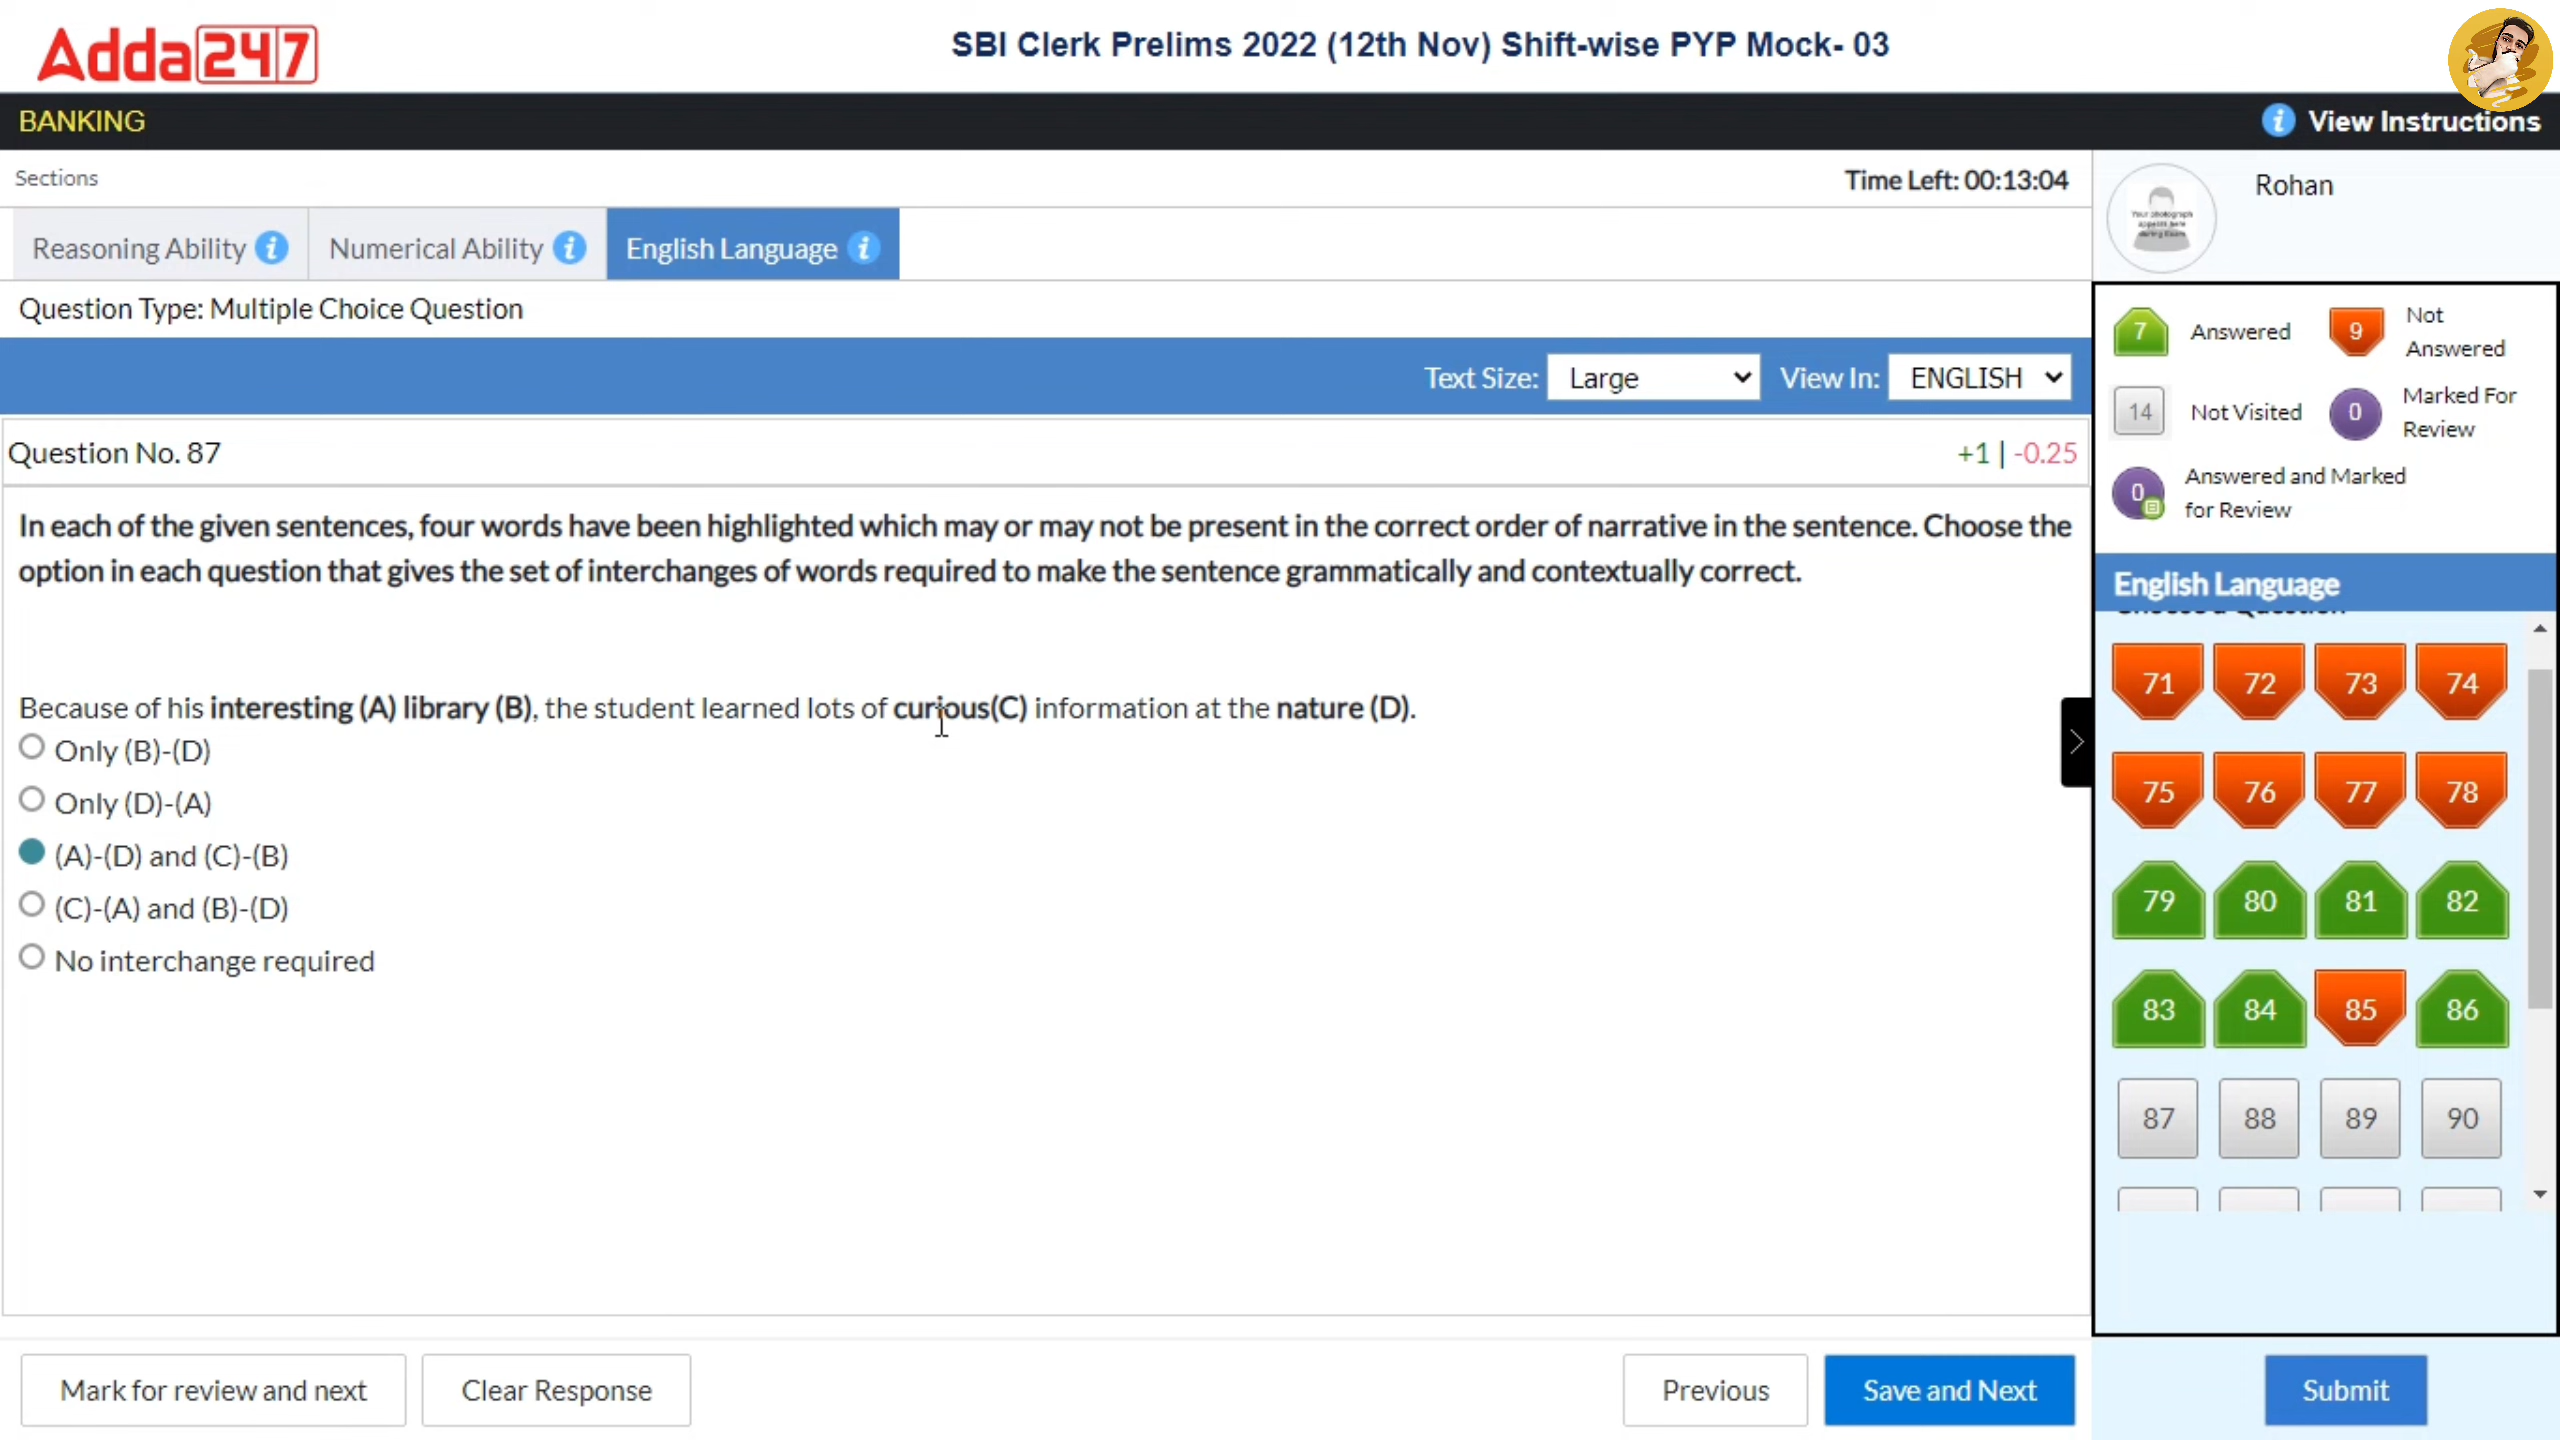 Adda247
SBI Clerk Prelims 2022 (12th Nov) Shift-wise PYP Mock- 03
BANKING
View Instructions
Sections
Time Left: 00:13:04
Rohan
Reasoning Ability
Numerical Ability
English Language
Question Type: Multiple Choice Question
7 Answered
9 Not Answered
14 Not Visited
0 Marked For Review
0 Answered and Marked for Review
Text Size: Large View In: ENGLISH
Question No. 87
+1 | -0.25
In each of the given sentences, four words have been highlighted which may or may not be present in the correct order of narrative in the sentence. Choose the
option in each question that gives the set of interchanges of words required to make the sentence grammatically and contextually correct.
Because of his interesting (A) library (B), the student learned lots of curious(C) information at the nature (D).
Only (B)-(D)
Only (D)-(A)
(A)-(D) and (C)-(B)
(C)-(A) and (B)-(D)
No interchange required
English Language
71 72 73 74
75 76 77 78
79 80 81 82
83 84 85 86
87 88 89 90
Mark for review and next
Clear Response
Previous
Save and Next
Submit